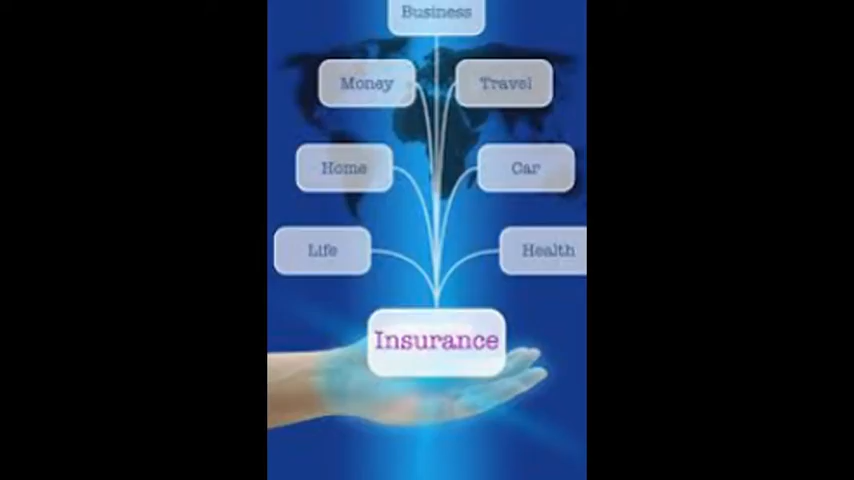 Business
Money
Travel
Home
Car
Life
Health
Insurance